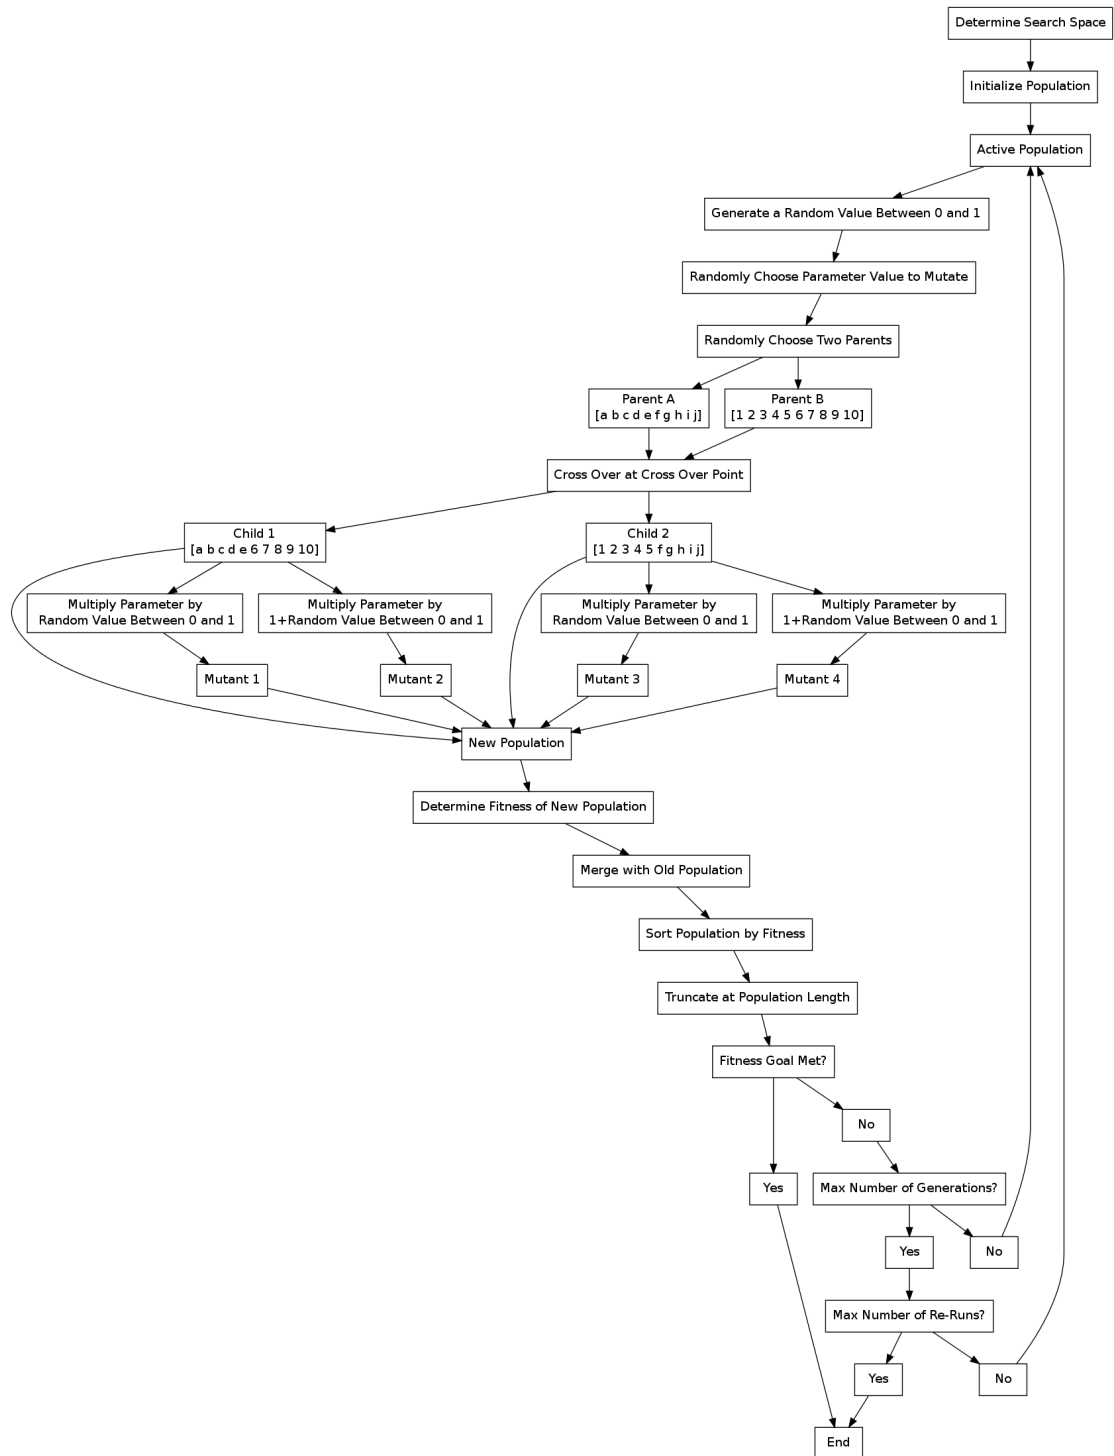 Determine Search Space
Initialize Population
Active Population
Generate a Random Value Between 0 and 1
Randomly Choose Parameter Value to Mutate
Randomly Choose Two Parents
Parent A
[a b c d e f g h i j]
Parent B
[1 2 3 4 5 6 7 8 9 10]
Cross Over at Cross Over Point
Child 1
[a b c d e 6 7 8 9 10]
Child 2
[1 2 3 4 5 f g h i j]
Multiply Parameter by
Random Value Between 0 and 1
Multiply Parameter by
1+Random Value Between 0 and 1
Multiply Parameter by
Random Value Between 0 and 1
Multiply Parameter by
1+Random Value Between 0 and 1
Mutant 1
Mutant 2
Mutant 3
Mutant 4
New Population
Determine Fitness of New Population
Merge with Old Population
Sort Population by Fitness
Truncate at Population Length
Fitness Goal Met?
No
Yes
Max Number of Generations?
Yes
No
Max Number of Re-Runs?
Yes
No
End